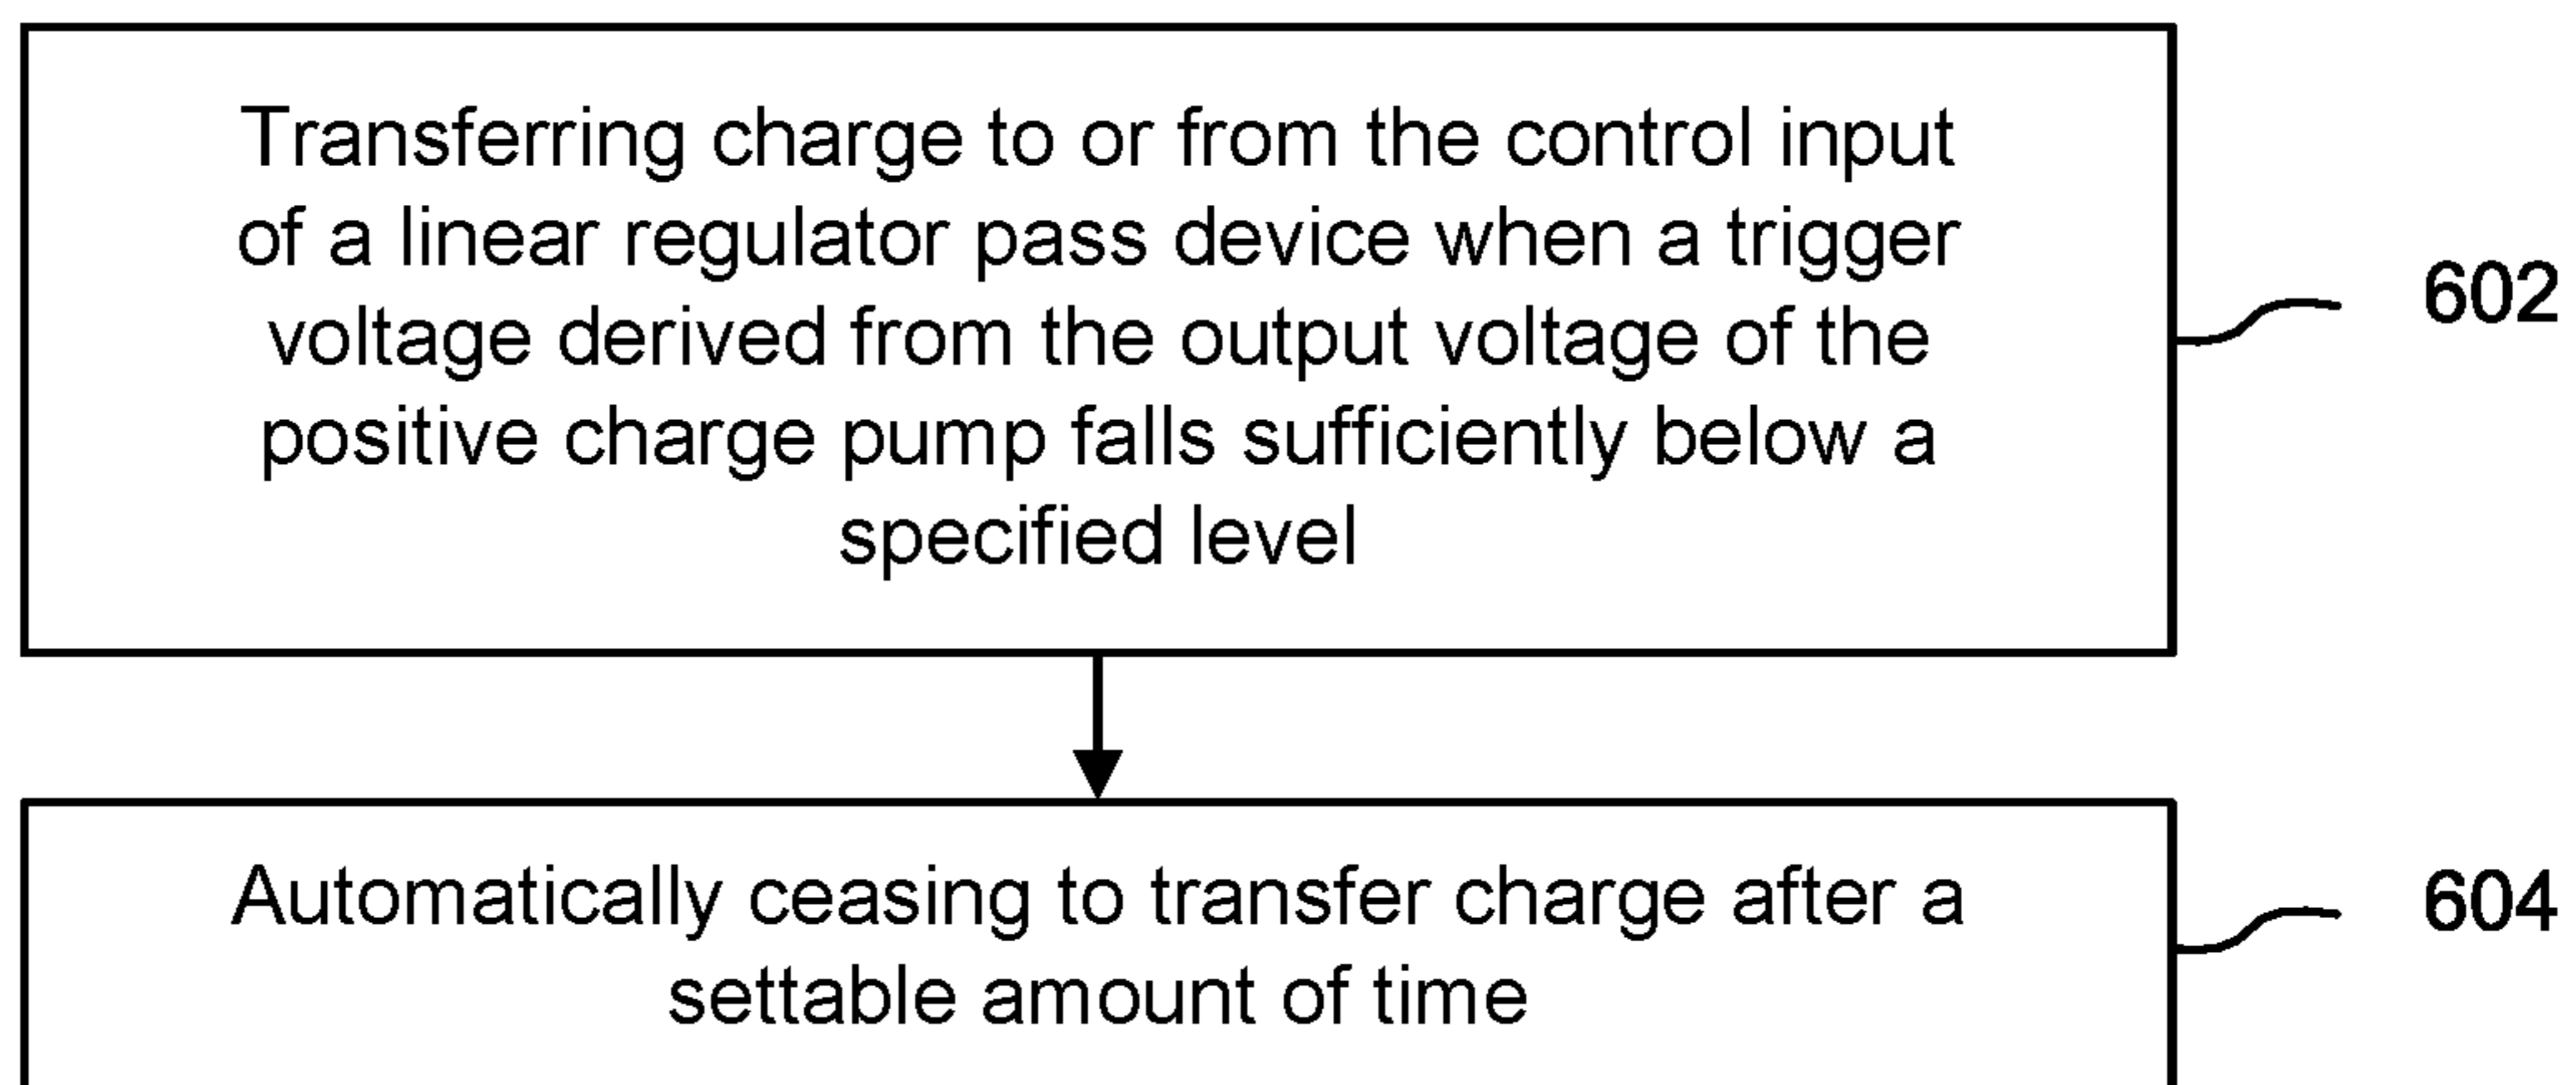 Transferring charge to or from the control input
of a linear regulator pass device when a trigger
voltage derived from the output voltage of the
positive charge pump falls sufficiently below a
specified level
602
Automatically ceasing to transfer charge after a
settable amount of time
604